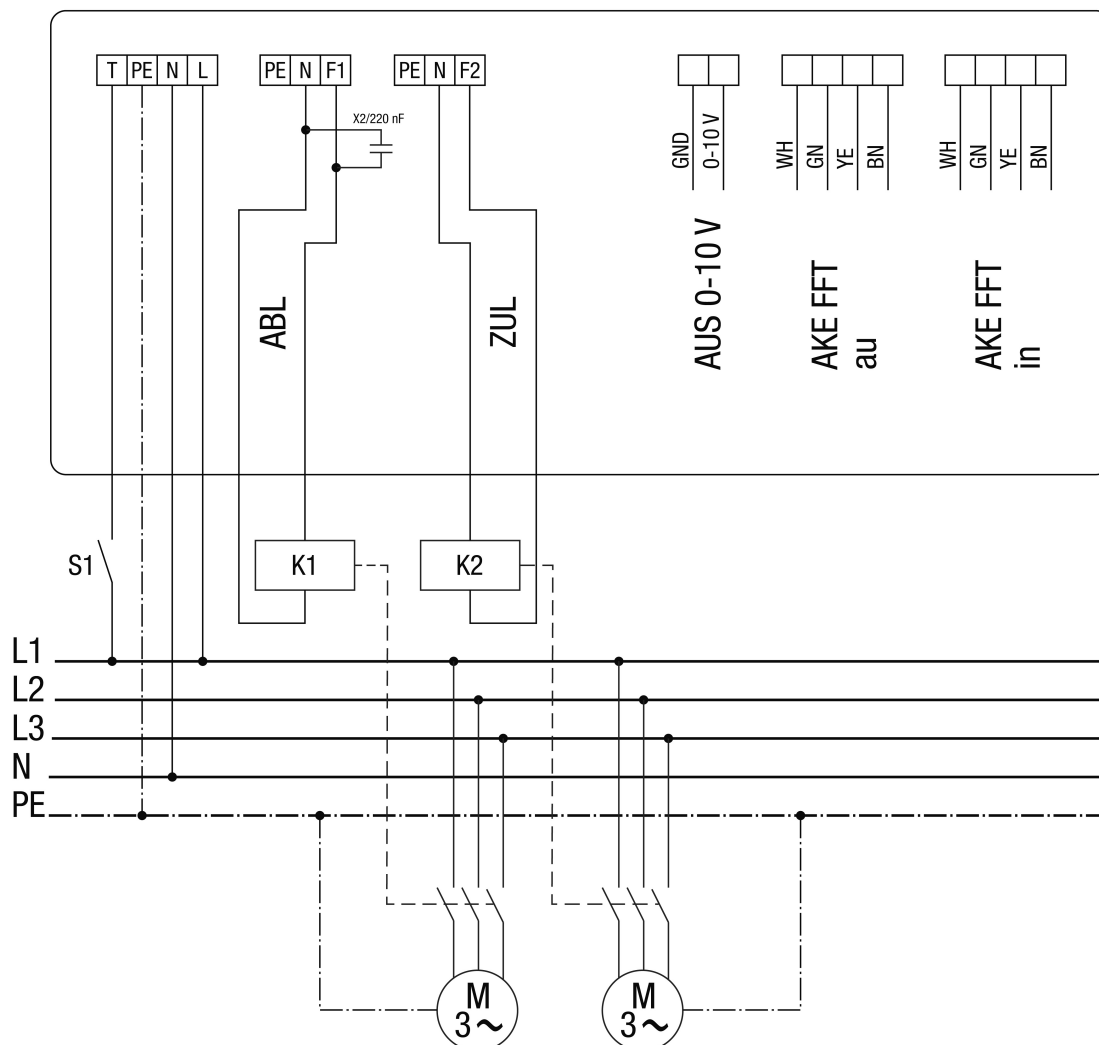 T PE N L
PE N F1
PE N F2
X2/220 nF
GND
0-10 V
WH
GN
YE
BN
WH
GN
YE
BN
ABL
ZUL
AUS 0-10 V
AKE FFT
au
AKE FFT
in
S1
K1
K2
L1
L2
L3
N
PE
M
3~
M
3~